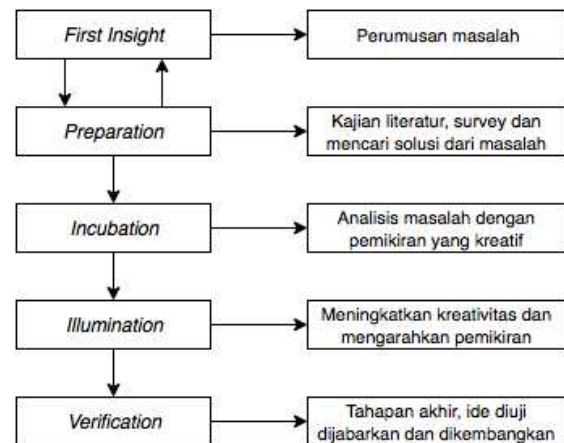 First Insight
Perumusan masalah
Preparation
Kajian literatur, survey dan
mencari solusi dari masalah
Incubation
Analisis masalah dengan
pemikiran yang kreatif
Illumination
Meningkatkan kreativitas dan
mengarahkan pemikiran
Verification
Tahapan akhir, ide diuji
dijabarkan dan dikembangkan